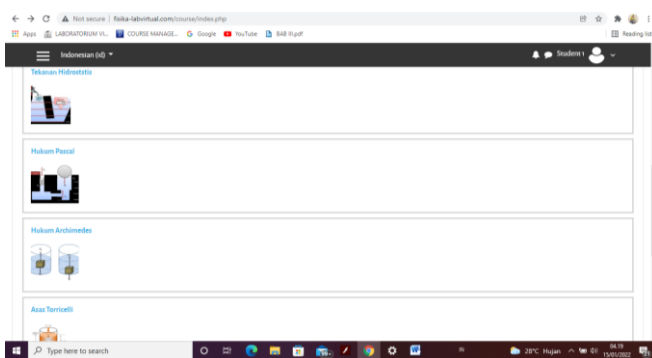 Not secure | fisika-labvirtual.com/course/index.php
Apps LABORATORIUM VI... COURSE MANAGE... Google YouTube BAB III.pdf Reading list
Indonesian (id) Student 1
Tekanan Hidrostatis
Hukum Pascal
Hukum Archimedes
Asas Torricelli
Type here to search
28°C Hujan
04.19
15/01/2022